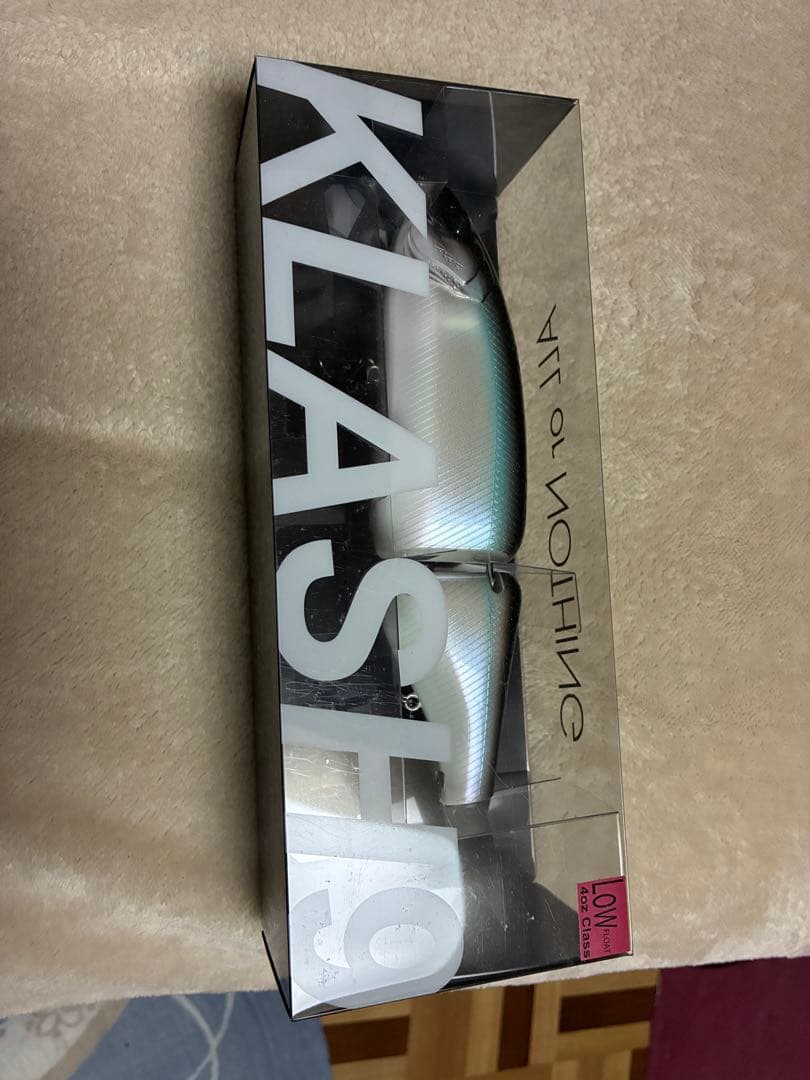 KLASH9
ALL or NOTHING
LOW FLOAT
4oz Class